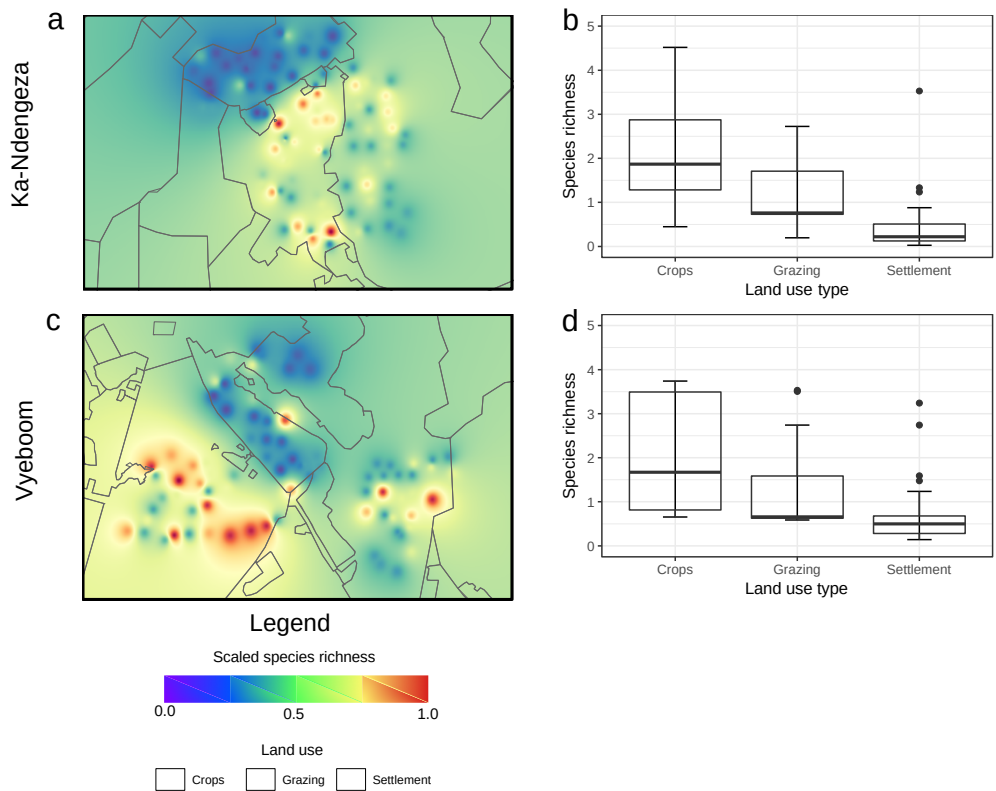 a
Ka-Ndengeza
b
Species richness
5
4
3
2
1
0
Crops Grazing Settlement
Land use type
c
Vyeboom
d
Species richness
5
4
3
2
1
0
Crops Grazing Settlement
Land use type
Legend
Scaled species richness
0.0 0.5 1.0
Land use
Crops Grazing Settlement